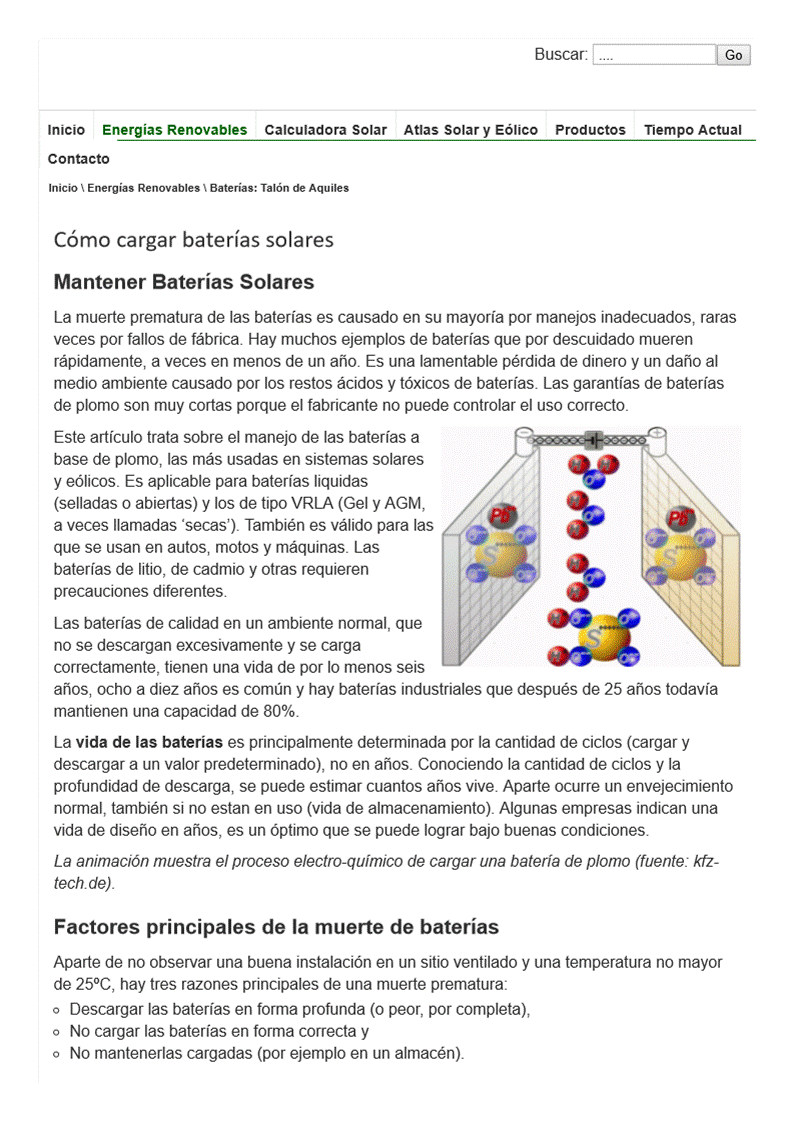 Buscar: .... Go
Inicio Energías Renovables Calculadora Solar Atlas Solar y Eólico Productos Tiempo Actual
Contacto
Inicio \ Energías Renovables \ Baterías: Talón de Aquiles
Cómo cargar baterías solares
Mantener Baterías Solares
La muerte prematura de las baterías es causado en su mayoría por manejos inadecuados, raras
veces por fallos de fábrica. Hay muchos ejemplos de baterías que por descuidado mueren
rápidamente, a veces en menos de un año. Es una lamentable pérdida de dinero y un daño al
medio ambiente causado por los restos ácidos y tóxicos de baterías. Las garantías de baterías
de plomo son muy cortas porque el fabricante no puede controlar el uso correcto.
Este artículo trata sobre el manejo de las baterías a
base de plomo, las más usadas en sistemas solares
y eólicos. Es aplicable para baterías liquidas
(selladas o abiertas) y los de tipo VRLA (Gel y AGM,
a veces llamadas ‘secas’). También es válido para las
que se usan en autos, motos y máquinas. Las
baterías de litio, de cadmio y otras requieren
precauciones diferentes.
Las baterías de calidad en un ambiente normal, que
no se descargan excesivamente y se carga
correctamente, tienen una vida de por lo menos seis
años, ocho a diez años es común y hay baterías industriales que después de 25 años todavía
mantienen una capacidad de 80%.
La vida de las baterías es principalmente determinada por la cantidad de ciclos (cargar y
descargar a un valor predeterminado), no en años. Conociendo la cantidad de ciclos y la
profundidad de descarga, se puede estimar cuantos años vive. Aparte ocurre un envejecimiento
normal, también si no estan en uso (vida de almacenamiento). Algunas empresas indican una
vida de diseño en años, es un óptimo que se puede lograr bajo buenas condiciones.
La animación muestra el proceso electro-químico de cargar una batería de plomo (fuente: kfz-
tech.de).
Factores principales de la muerte de baterías
Aparte de no observar una buena instalación en un sitio ventilado y una temperatura no mayor
de 25ºC, hay tres razones principales de una muerte prematura:
Descargar las baterías en forma profunda (o peor, por completa),
No cargar las baterías en forma correcta y
No mantenerlas cargadas (por ejemplo en un almacén).